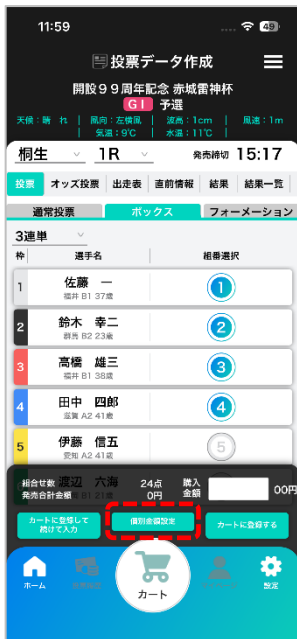 11:59 49
投票データ作成
開設99周年記念 赤城雷神杯
GI 予選
天候：晴 れ | 風向：左横風 | 波高：1cm | 風速：1m
気温：9℃ | 水温：11℃
桐生 1R 発売締切 15:17
投票 オッズ投票 出走表 直前情報 結果 結果一覧
通常投票 ボックス フォーメーション
3連単
枠 選手名 組番選択
1 佐藤 一 1
福井 B1 37歳
2 鈴木 幸二 2
群馬 B2 23歳
3 高橋 雄三 3
福井 B1 38歳
4 田中 四郎 4
滋賀 A2 41歳
5 伊藤 信五 5
愛知 A2 41歳
渡辺 六海
組合せ数 24点 購入金額 00円
発売合計金額 0円
カートに登録して続けて入力 個別金額設定 カートに登録する
ホーム カート 設定